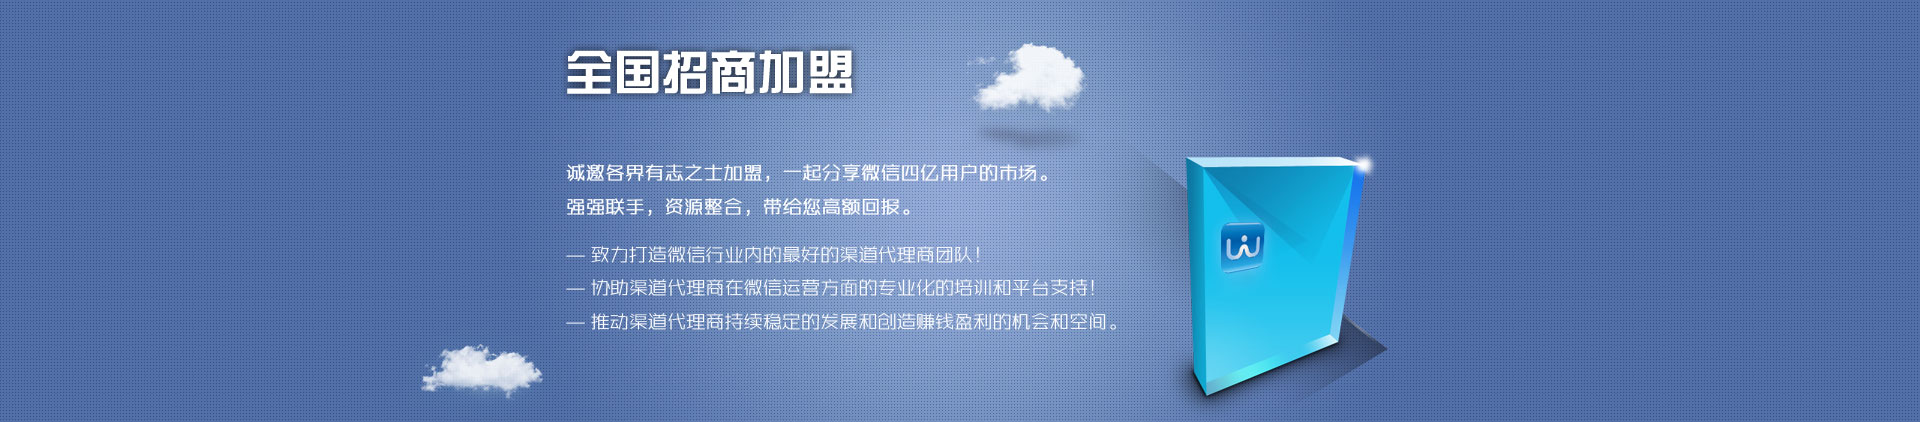 全国招商加盟
诚邀各界有志之士加盟，一起分享微信四亿用户的市场。
强强联手，资源整合，带给您高额回报。
— 致力打造微信行业内的最好的渠道代理商团队！
— 协助渠道代理商在微信运营方面的专业化的培训和平台支持！
— 推动渠道代理商持续稳定的发展和创造赚钱盈利的机会和空间。